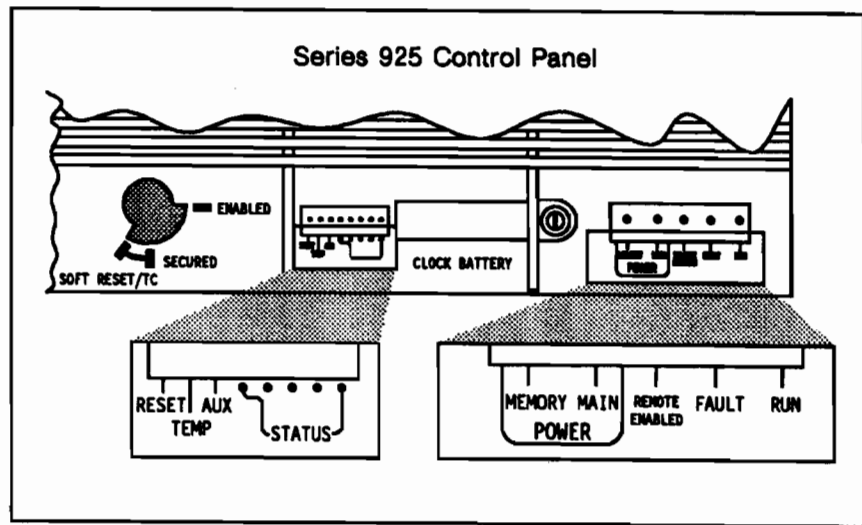 Series 925 Control Panel
ENABLED
SECURED
SOFT RESET/TC
CLOCK BATTERY
POWER
RESET
TEMP
AUX
STATUS
MEMORY MAIN
POWER
REMOTE
ENABLED
FAULT
RUN